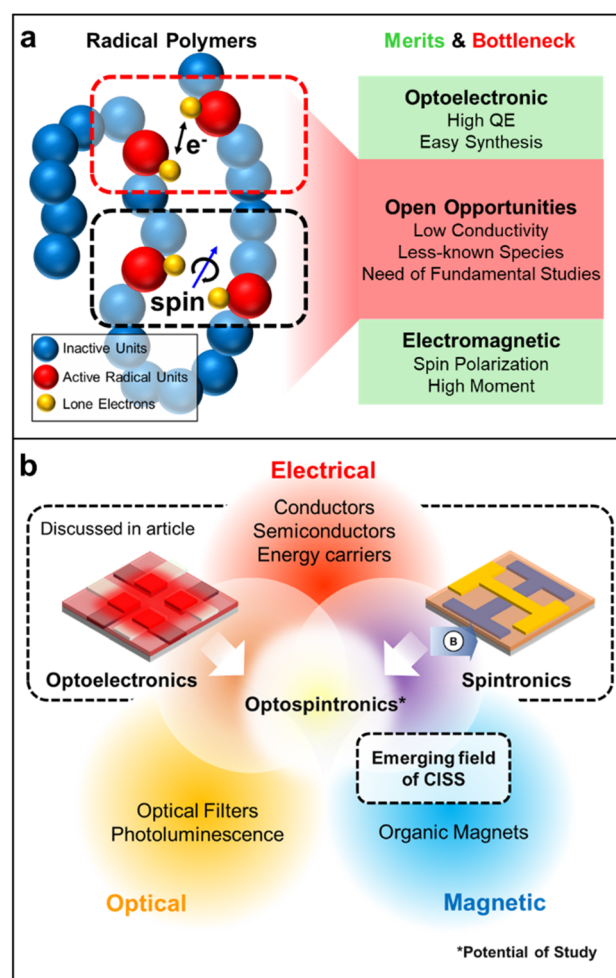 a
Radical Polymers
Merits & Bottleneck
e-
spin
Inactive Units
Active Radical Units
Lone Electrons
Optoelectronic
High QE
Easy Synthesis
Open Opportunities
Low Conductivity
Less-known Species
Need of Fundamental Studies
Electromagnetic
Spin Polarization
High Moment
b
Electrical
Discussed in article
Conductors
Semiconductors
Energy carriers
B
Optoelectronics
Optospintronics*
Spintronics
Emerging field
of CISS
Optical Filters
Photoluminescence
Organic Magnets
Optical
Magnetic
*Potential of Study